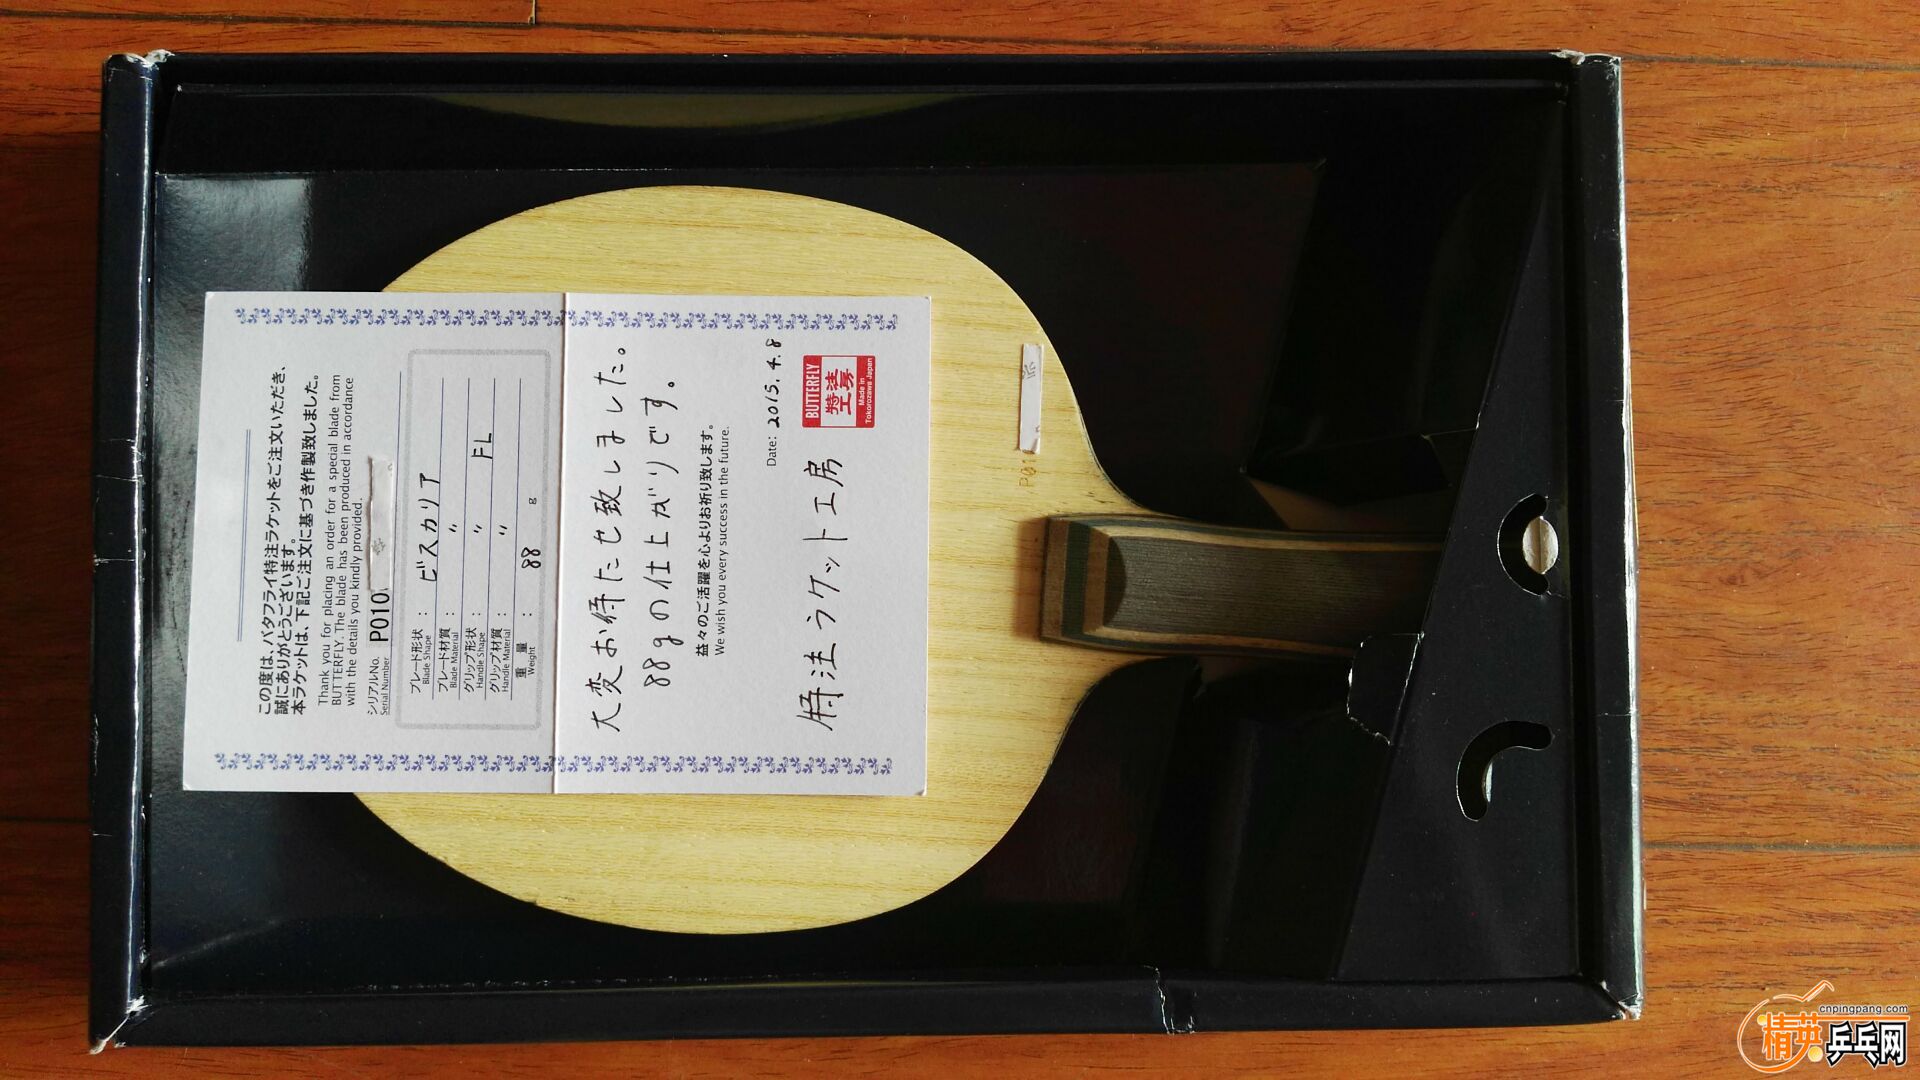 この度は、バタフライ特注ラケットをご注文いただき、
誠にありがとうございます。
本ラケットは、下記ご注文に基づき作製致しました。
Thank you for placing an order for a special blade from
BUTTERFLY. The blade has been produced in accordance
with the details you kindly provided.
シリアルNo.
Serial Number
P010
ブレード形状 : ビスカリア
Blade Shape
ブレード材質 : 〃
Blade Material
グリップ形状 : 〃 FL
Handle Shape
グリップ材質 : 〃
Handle Material
重量 : 88 g
Weight
大変お待たせ致しました。
88gの仕上がりです。
益々のご活躍を心よりお祈り致します。
We wish you every success in the future.
Date: 2015.4.8
特注ラケット工房
BUTTERFLY
特注
工房
Made in
Tokorozawa Japan
P01
cnpingpang.com
精英乒乓网